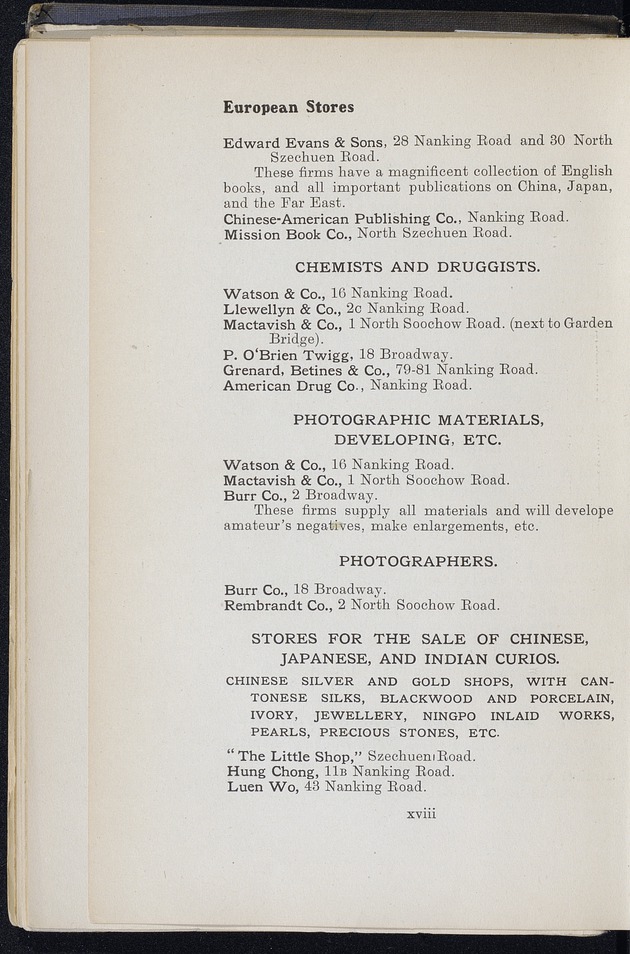 European Stores
Edward Evans & Sons, 28 Nanking Road and 30 North
Szechuen Road.
These firms have a magnificent collection of English
books, and all important publications on China, Japan,
and the Far East.
Chinese-American Publishing Co., Nanking Road.
Mission Book Co., North Szechuen Road.
CHEMISTS AND DRUGGISTS.
Watson & Co., 16 Nanking Road.
Llewellyn & Co., 2c Nanking Road.
Mactavish & Co., 1 North Soochow Road. (next to Garden
Bridge).
P. O‘Brien Twigg, 18 Broadway.
Grenard, Betines & Co., 79-81 Nanking Road.
American Drug Co., Nanking Road.
PHOTOGRAPHIC MATERIALS,
DEVELOPING, ETC.
Watson & Co., 16 Nanking Road.
Mactavish & Co., 1 North Soochow Road.
Burr Co., 2 Broadway.
These firms supply all materials and will develope
amateur's negatives, make enlargements, etc.
PHOTOGRAPHERS.
Burr Co., 18 Broadway.
Rembrandt Co., 2 North Soochow Road.
STORES FOR THE SALE OF CHINESE,
JAPANESE, AND INDIAN CURIOS.
CHINESE SILVER AND GOLD SHOPS, WITH CAN-
TONESE SILKS, BLACKWOOD AND PORCELAIN,
IVORY, JEWELLERY, NINGPO INLAID WORKS,
PEARLS, PRECIOUS STONES, ETC.
“The Little Shop,” Szechuen Road.
Hung Chong, 11B Nanking Road.
Luen Wo, 43 Nanking Road.
xviii